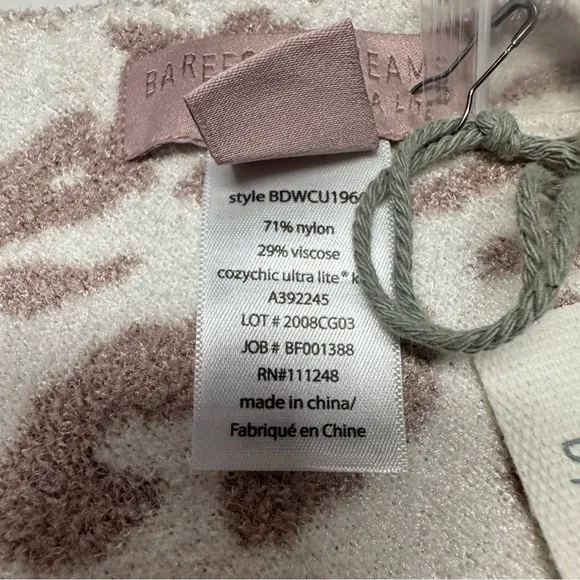 style BDWCU196
71% nylon
29% viscose
cozychic ultra lite®
A392245
LOT # 2008CG03
JOB # BF001388
RN#111248
made in china/
Fabriqué en Chine